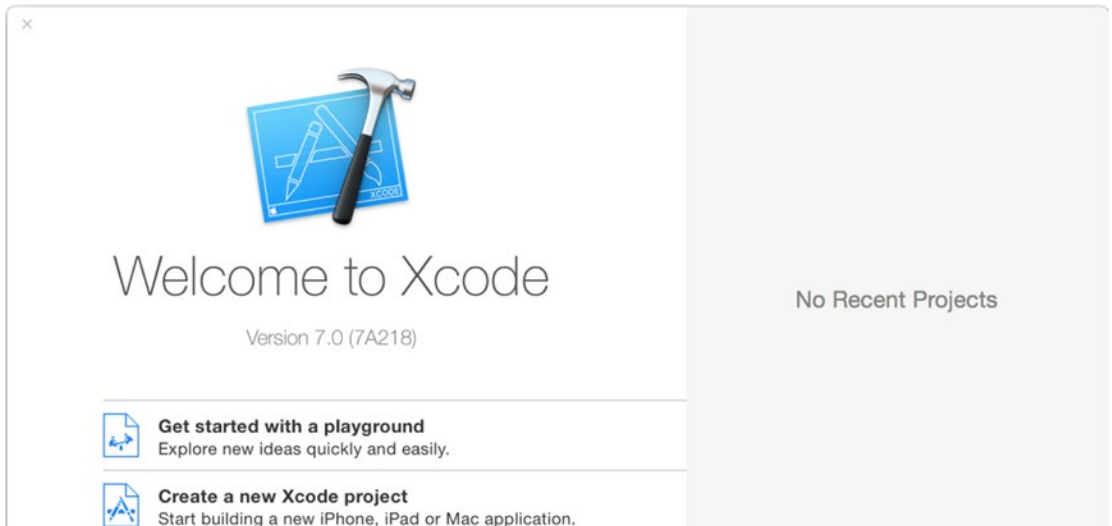 XCODE
Welcome to Xcode
Version 7.0 (7A218)
No Recent Projects
Get started with a playground
Explore new ideas quickly and easily.
Create a new Xcode project
Start building a new iPhone, iPad or Mac application.